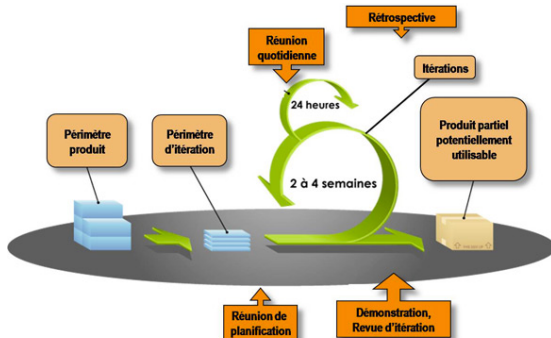 Rétrospective
Réunion
quotidienne
Itérations
24 heures
Périmètre
produit
Périmètre
d'itération
Produit partiel
potentiellement
utilisable
2 à 4 semaines
Réunion de
planification
Démonstration,
Revue d'itération